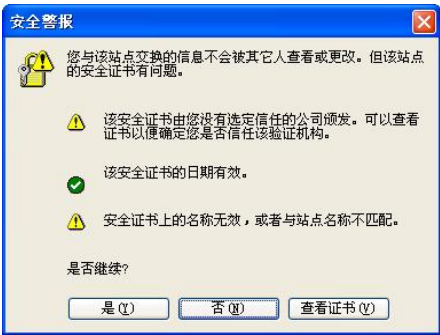 安全警报
您与该站点交换的信息不会被其它人查看或更改。但该站点
的安全证书有问题。
该安全证书由您没有选定信任的公司颁发。可以查看
证书以便确定您是否信任该验证机构。
该安全证书的日期有效。
安全证书上的名称无效，或者与站点名称不匹配。
是否继续?
是(Y)
否(N)
查看证书(V)